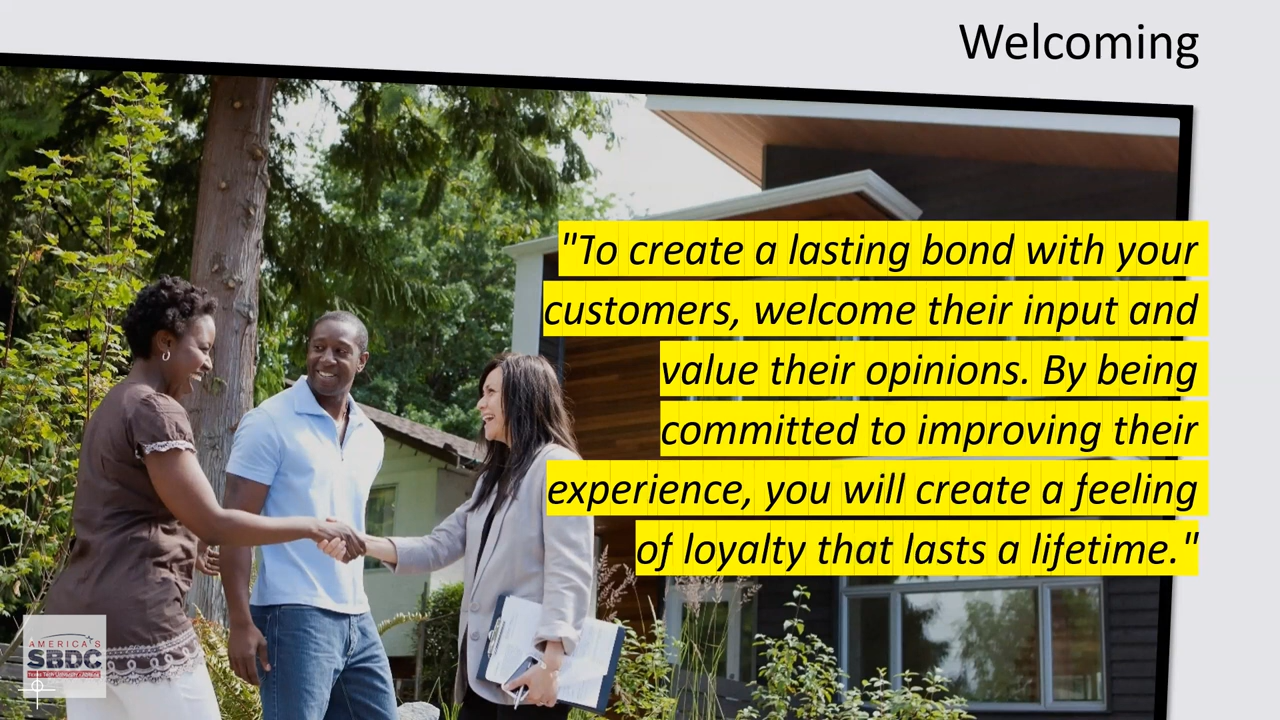 Welcoming
"To create a lasting bond with your
customers, welcome their input and
value their opinions. By being
committed to improving their
experience, you will create a feeling
of loyalty that lasts a lifetime."
AMERICA'S
SBDC